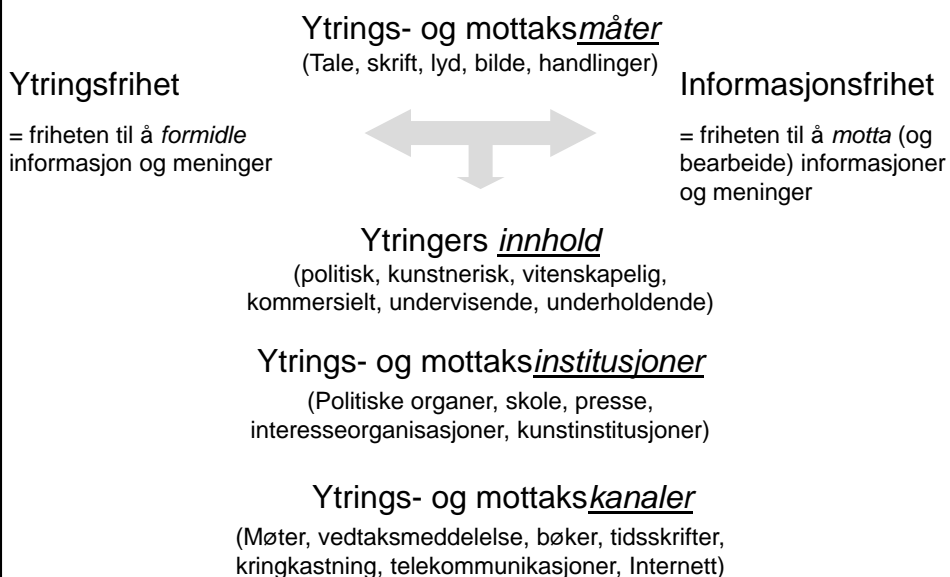 Ytrings- og mottaksmåter
(Tale, skrift, lyd, bilde, handlinger)
Ytringsfrihet
= friheten til å formidle
informasjon og meninger
Informasjonsfrihet
= friheten til å motta (og
bearbeide) informasjoner
og meninger
Ytringers innhold
(politisk, kunstnerisk, vitenskapelig,
kommersielt, undervisende, underholdende)
Ytrings- og mottaksinstitusjoner
(Politiske organer, skole, presse,
interesseorganisasjoner, kunstinstitusjoner)
Ytrings- og mottakskanaler
(Møter, vedtaksmeddelelse, bøker, tidsskrifter,
kringkastning, telekommunikasjoner, Internett)